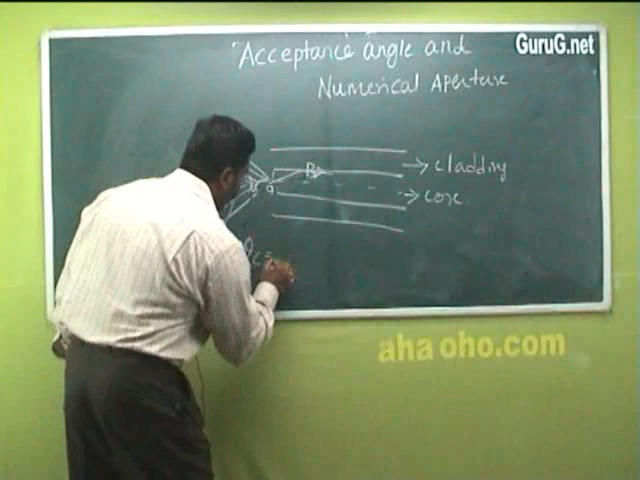 Acceptance angle and
Numerical Aperture
GuruG.net
B
→ cladding
→ core
c=
aha oho.com